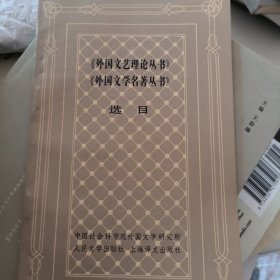 《外国文艺理论丛书》
《外国文学名著丛书》
选目
中国社会科学院外国文学研究所
人民文学出版社 上海译文出版社